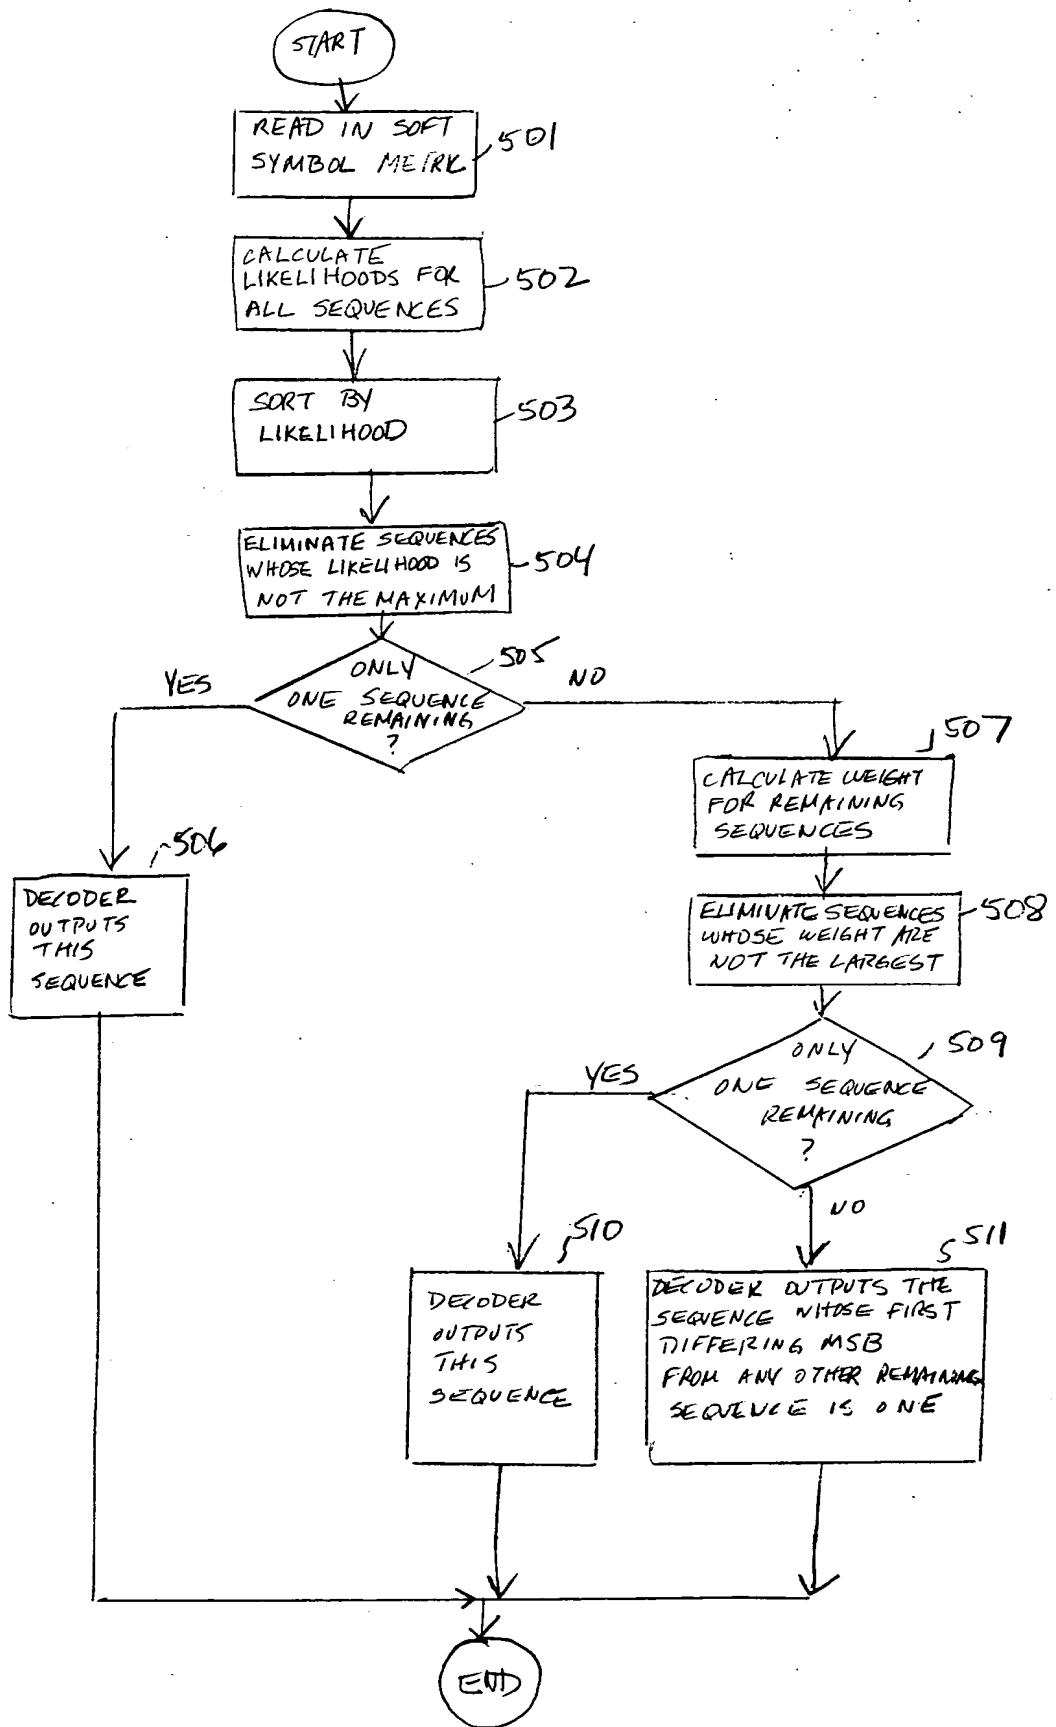 START
READ IN SOFT
SYMBOL METRIC
501
CALCULATE
LIKELIHOODS FOR
ALL SEQUENCES
502
SORT BY
LIKELIHOOD
503
ELIMINATE SEQUENCES
WHOSE LIKELIHOOD IS
NOT THE MAXIMUM
504
505
ONLY
ONE SEQUENCE
REMAINING
?
YES
NO
507
CALCULATE WEIGHT
FOR REMAINING
SEQUENCES
506
DECODER
OUTPUTS
THIS
SEQUENCE
ELIMINATE SEQUENCES
WHOSE WEIGHT ARE
NOT THE LARGEST
508
509
ONLY
ONE SEQUENCE
REMAINING
?
YES
NO
510
DECODER
OUTPUTS
THIS
SEQUENCE
511
DECODER OUTPUTS THE
SEQUENCE WHOSE FIRST
DIFFERING MSB
FROM ANY OTHER REMAINING
SEQUENCE IS ONE
END